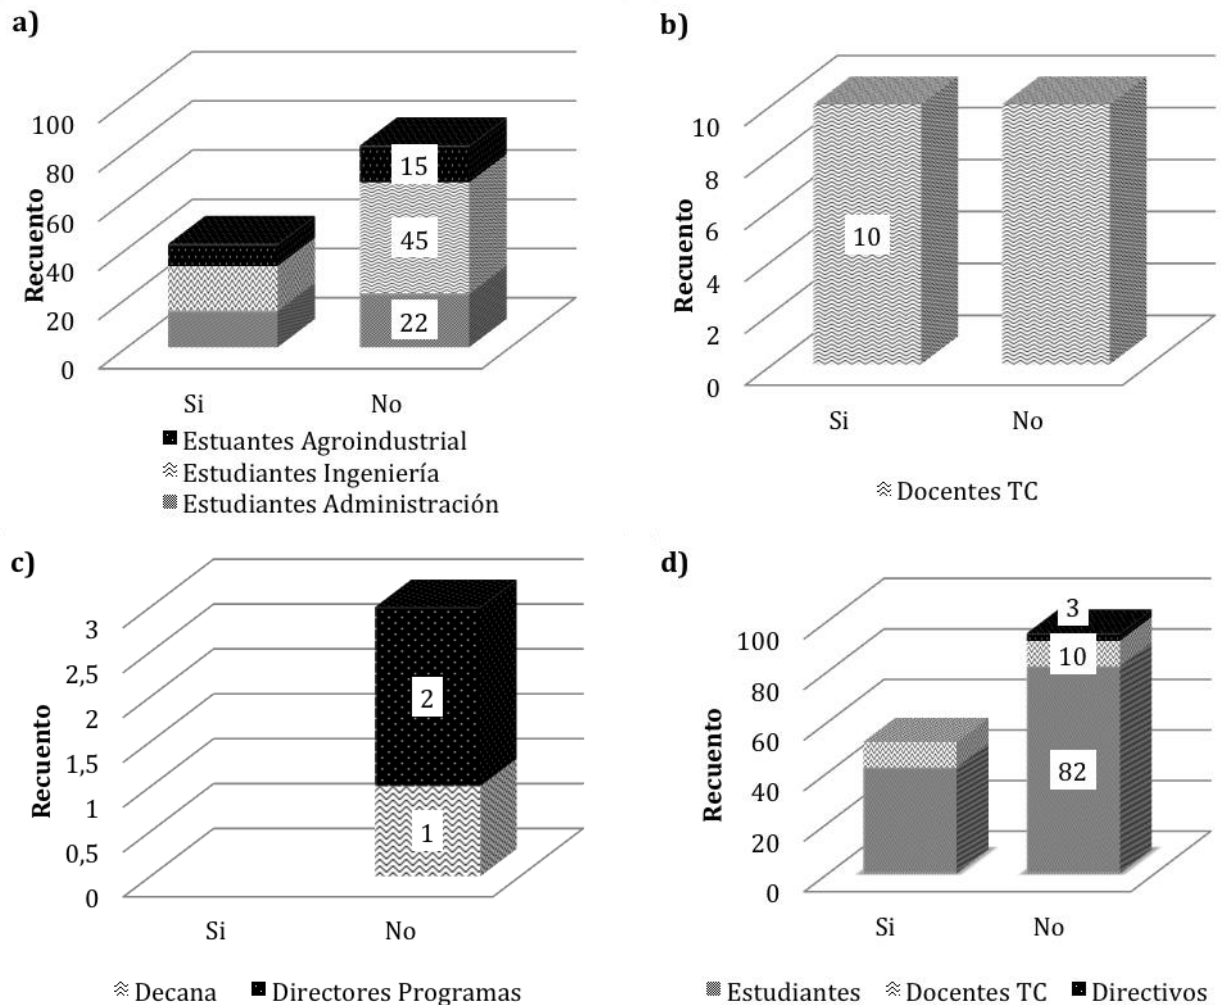 a)
Recuento
100
80
60
40
20
0
15
45
22
Si No
Estuantes Agroindustrial
Estudiantes Ingeniería
Estudiantes Administración
b)
Recuento
10
8
6
4
2
0
10
Si No
Docentes TC
c)
Recuento
3
2,5
2
1,5
1
0,5
0
2
1
Si No
Decana Directores Programas
d)
Recuento
100
80
60
40
20
0
3
10
82
Si No
Estudiantes Docentes TC Directivos